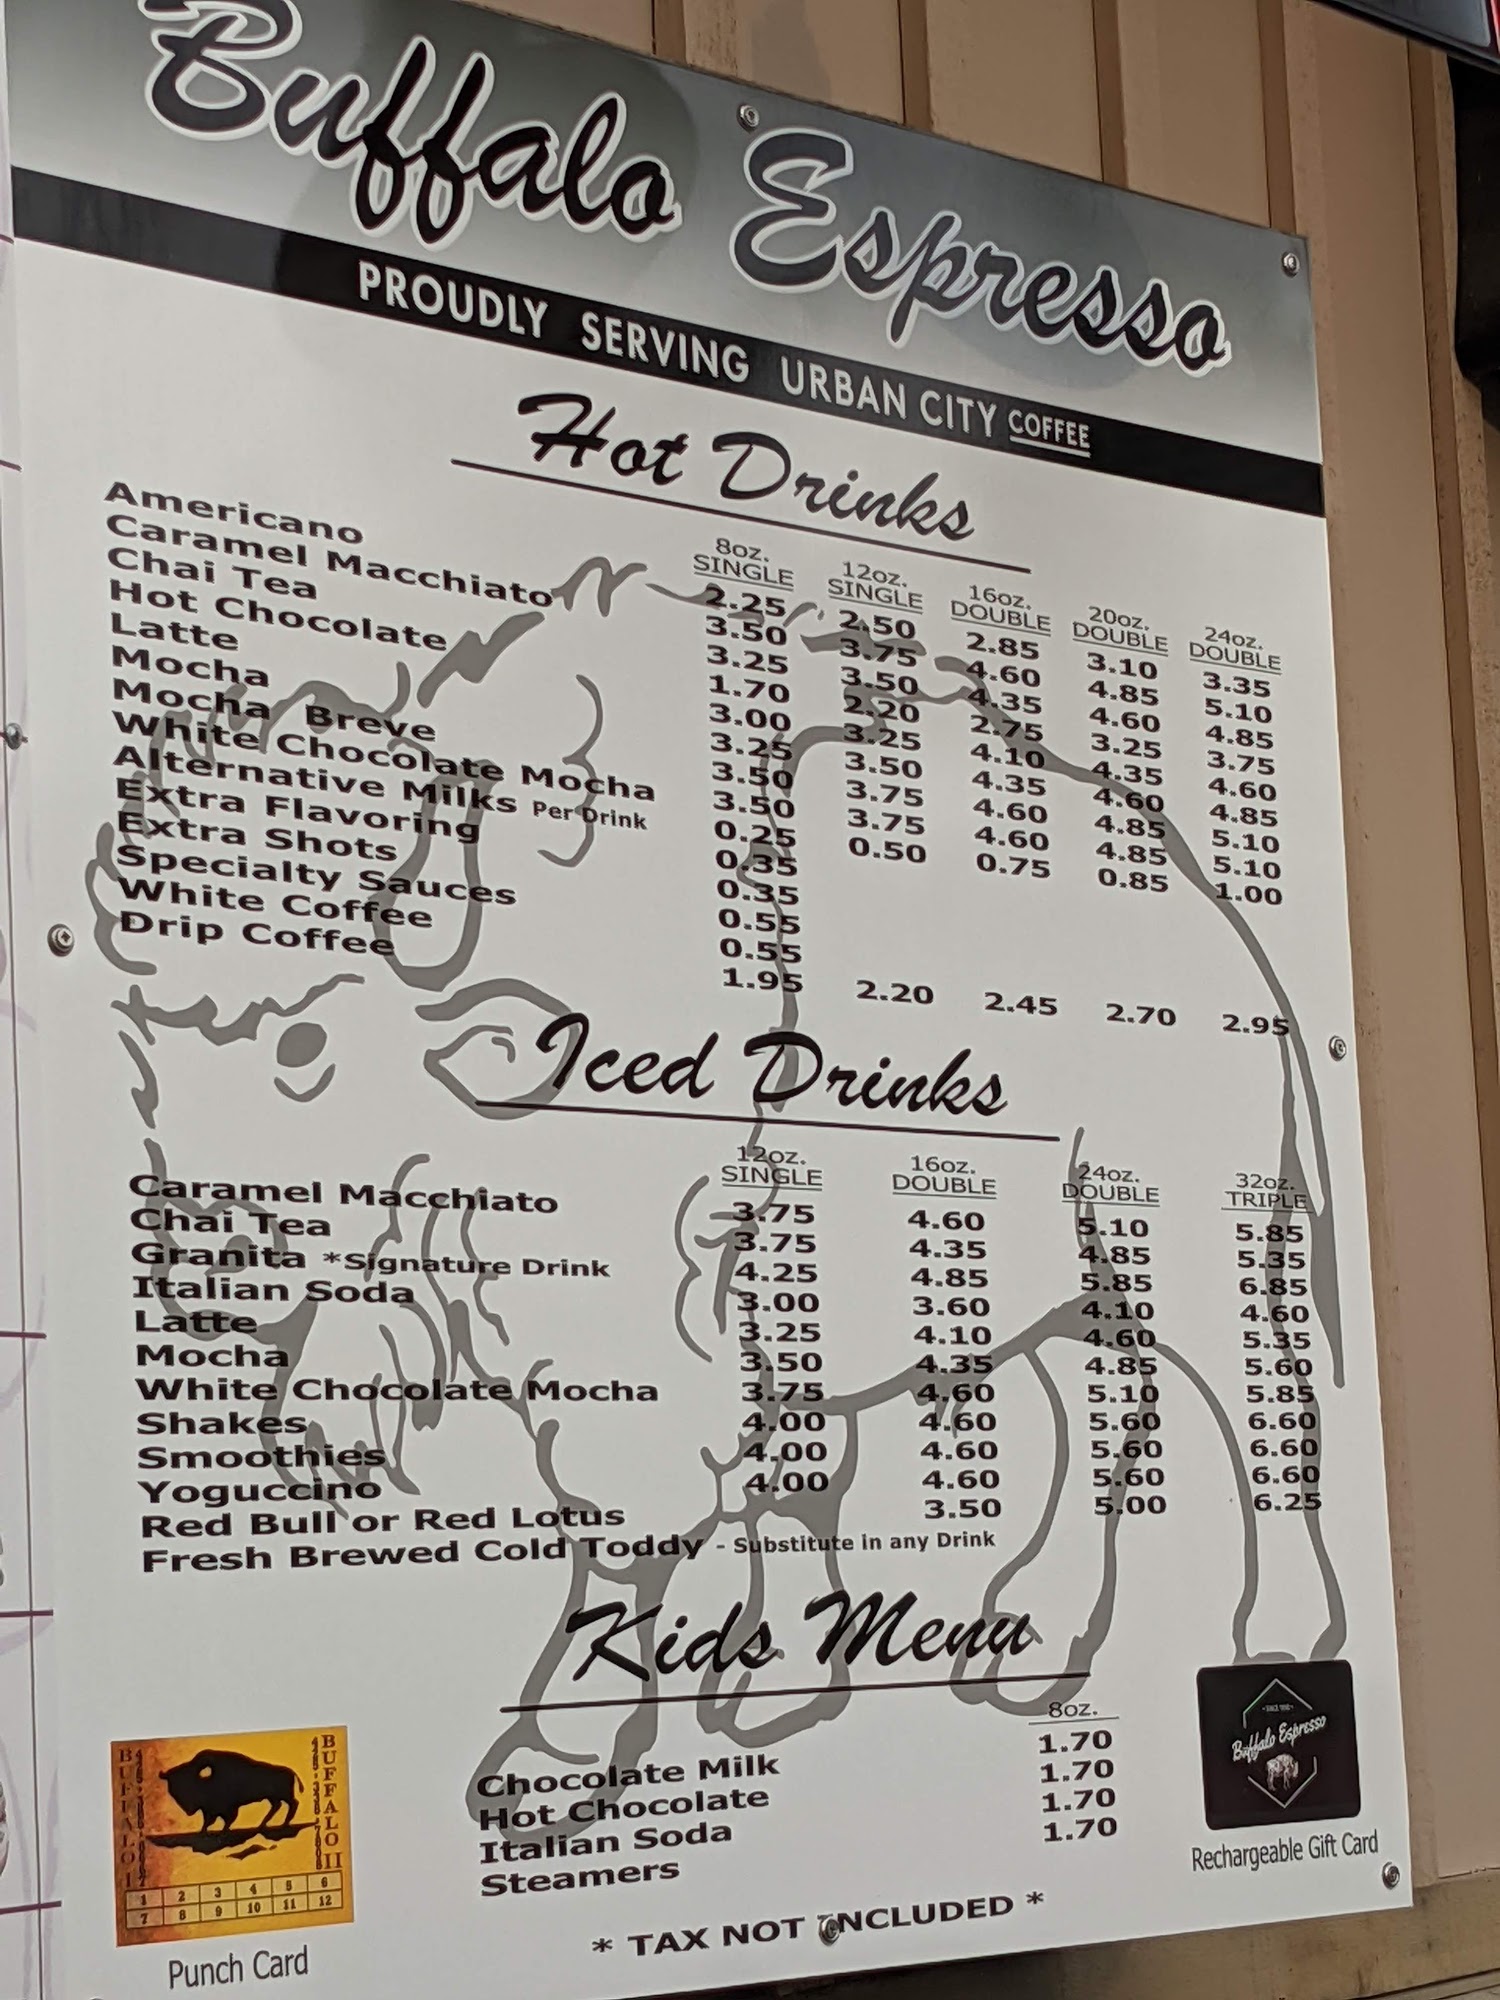 Buffalo Espresso
PROUDLY SERVING URBAN CITY COFFEE
Hot Drinks
8oz. SINGLE 12oz. SINGLE 16oz. DOUBLE 20oz. DOUBLE 24oz. DOUBLE
Americano 2.25 2.50 2.85 3.10 3.35
Caramel Macchiato 3.50 3.75 4.60 4.85 5.10
Chai Tea 3.25 3.50 4.35 4.60 4.85
Hot Chocolate 1.70 2.20 2.75 3.25 3.75
Latte 3.00 3.25 4.10 4.35 4.60
Mocha 3.25 3.50 4.35 4.60 4.85
Mocha Breve 3.50 3.75 4.60 4.85 5.10
White Chocolate Mocha 3.50 3.75 4.60 4.85 5.10
Alternative Milks Per Drink 0.25 0.50 0.75 0.85 1.00
Extra Flavoring 0.35
Extra Shots 0.35
Specialty Sauces 0.55
White Coffee 0.55
Drip Coffee 1.95 2.20 2.45 2.70 2.95
Iced Drinks
12oz. SINGLE 16oz. DOUBLE 24oz. DOUBLE 32oz. TRIPLE
Caramel Macchiato 3.75 4.60 5.10 5.85
Chai Tea 3.75 4.35 4.85 5.35
Granita *Signature Drink 4.25 4.85 5.85 6.85
Italian Soda 3.00 3.60 4.10 4.60
Latte 3.25 4.10 4.60 5.35
Mocha 3.50 4.35 4.85 5.60
White Chocolate Mocha 3.75 4.60 5.10 5.85
Shakes 4.00 4.60 5.60 6.60
Smoothies 4.00 4.60 5.60 6.60
Yoguccino 4.00 4.60 5.60 6.60
Red Bull or Red Lotus 3.50 5.00 6.25
Fresh Brewed Cold Toddy - Substitute in any Drink
Kids Menu
8oz.
Chocolate Milk 1.70
Hot Chocolate 1.70
Italian Soda 1.70
Steamers 1.70
* TAX NOT INCLUDED *
BUFFALO I
BUFFALO II
1 2 3 4 5 6
7 8 9 10 11 12
Punch Card
Buffalo Espresso
Rechargeable Gift Card